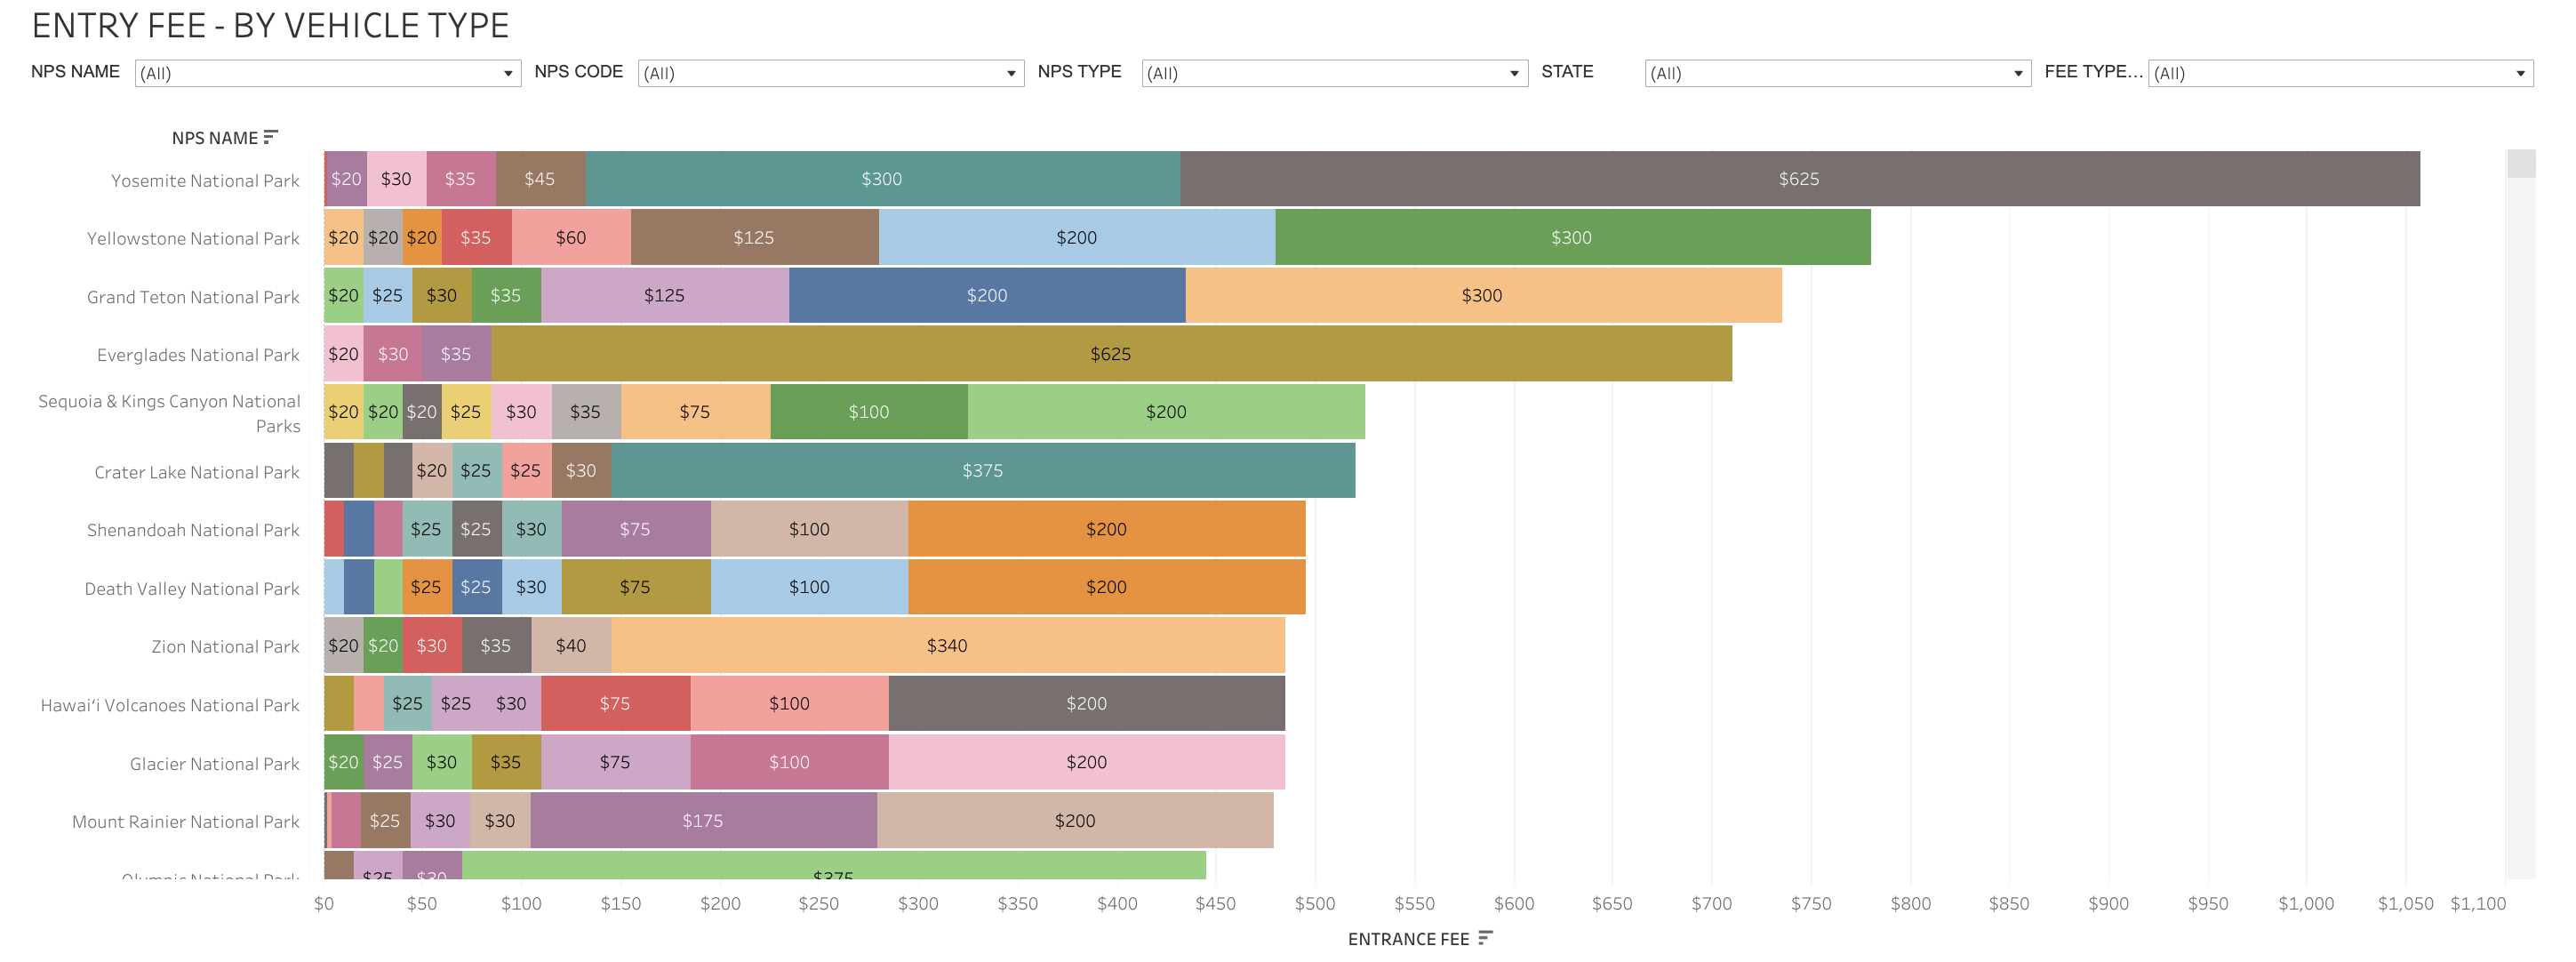 ENTRY FEE - BY VEHICLE TYPE
NPS NAME (All) NPS CODE (All) NPS TYPE (All) STATE (All) FEE TYPE... (All)
NPS NAME
Yosemite National Park $20 $30 $35 $45 $300 $625
Yellowstone National Park $20 $20 $20 $35 $60 $125 $200 $300
Grand Teton National Park $20 $25 $30 $35 $125 $200 $300
Everglades National Park $20 $30 $35 $625
Sequoia & Kings Canyon National
Parks $20 $20 $20 $25 $30 $35 $75 $100 $200
Crater Lake National Park $20 $25 $25 $30 $375
Shenandoah National Park $25 $25 $30 $75 $100 $200
Death Valley National Park $25 $25 $30 $75 $100 $200
Zion National Park $20 $20 $30 $35 $40 $340
Hawaiʻi Volcanoes National Park $25 $25 $30 $75 $100 $200
Glacier National Park $20 $25 $30 $35 $75 $100 $200
Mount Rainier National Park $25 $30 $30 $175 $200
Olympic National Park $25 $30 $375
$0 $50 $100 $150 $200 $250 $300 $350 $400 $450 $500 $550 $600 $650 $700 $750 $800 $850 $900 $950 $1,000 $1,050 $1,100
ENTRANCE FEE